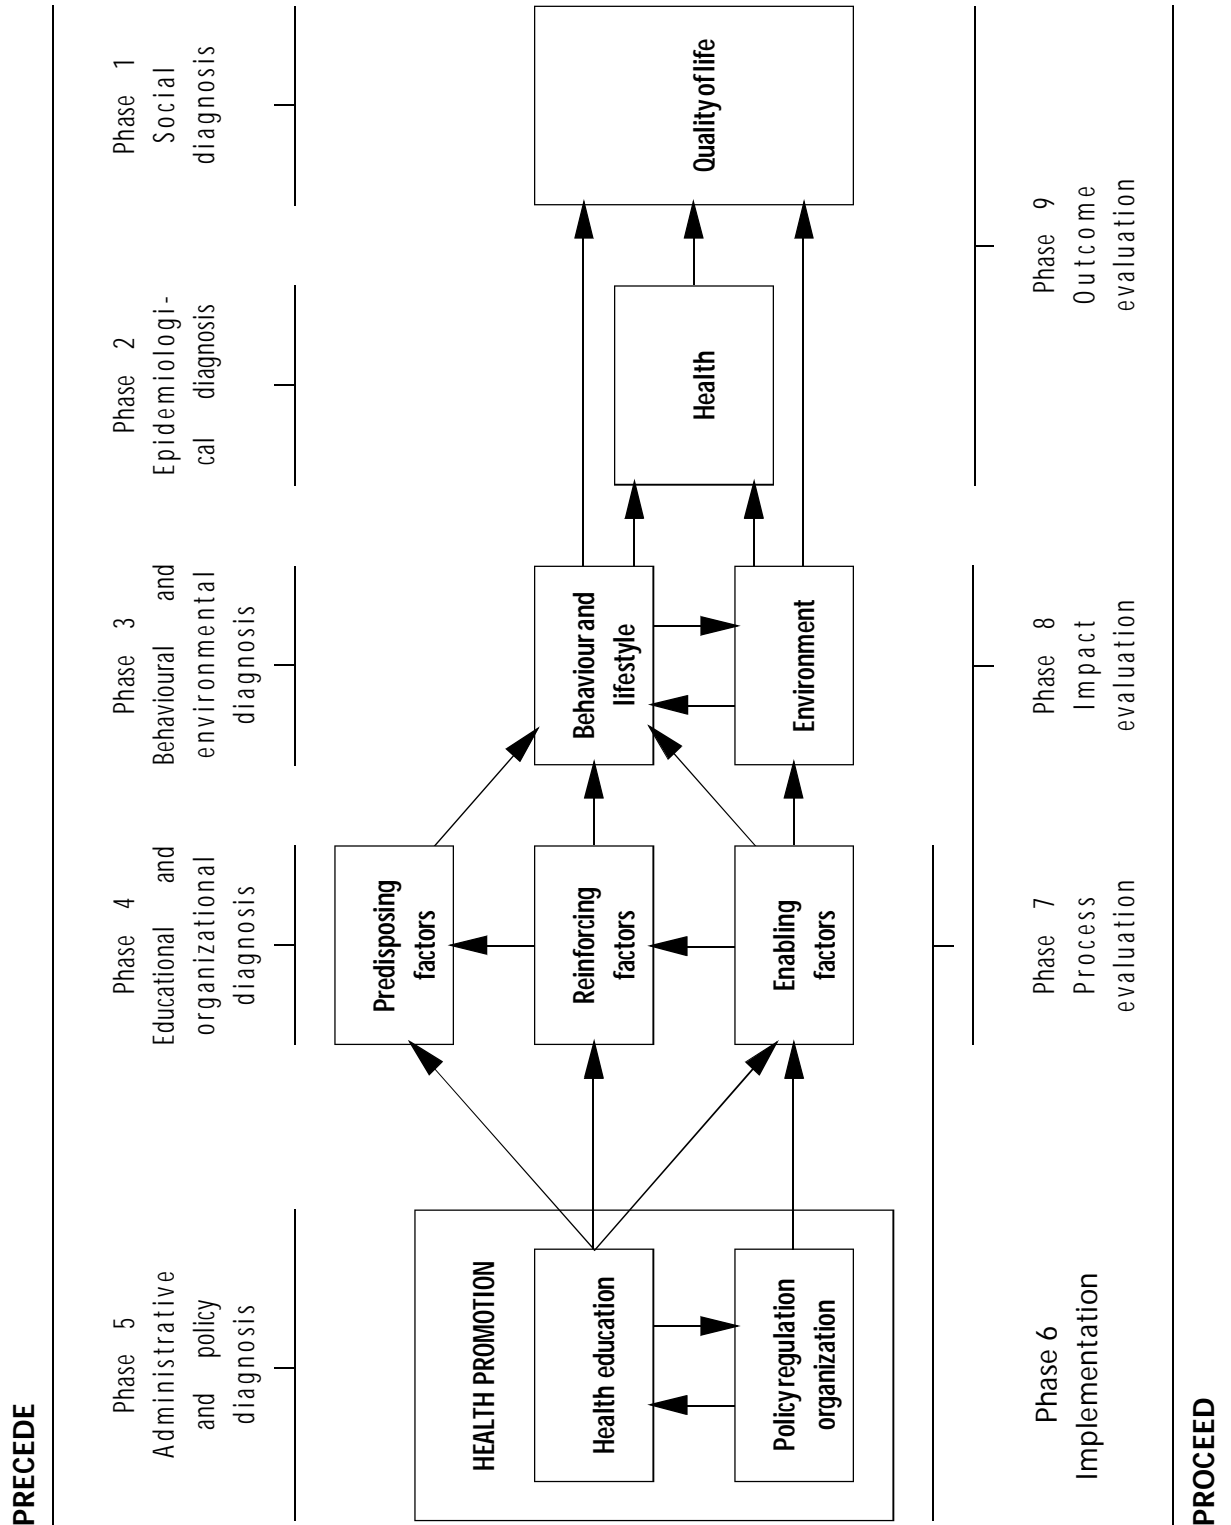 PRECEDE
Phase 5
Administrative
and policy
diagnosis
Phase 4
Educational and
organizational
diagnosis
Phase 3
Behavioural and
environmental
diagnosis
Phase 2
Epidemiologi-
cal diagnosis
Phase 1
Social
diagnosis
HEALTH PROMOTION
Health education
Policy regulation
organization
Predisposing
factors
Reinforcing
factors
Enabling
factors
Behaviour and
lifestyle
Environment
Health
Quality of life
Phase 6
Implementation
Phase 7
Process
evaluation
Phase 8
Impact
evaluation
Phase 9
Outcome
evaluation
PROCEED